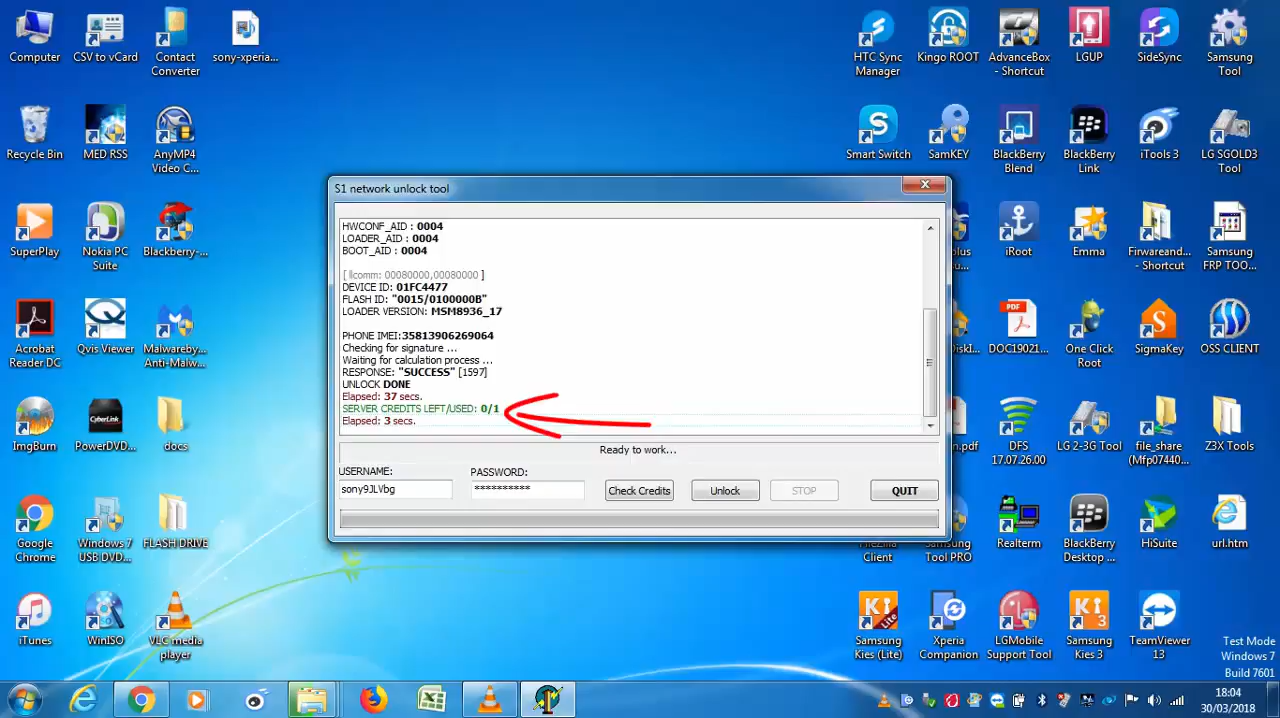 Computer
CSV to vCard
Contact
Converter
sony-xperia...
HTC Sync
Manager
Kingo ROOT
AdvanceBox
- Shortcut
LGUP
SideSync
Samsung
Tool
Recycle Bin
MED RSS
AnyMP4
Video C...
Smart Switch
SamKEY
BlackBerry
Blend
BlackBerry
Link
iTools 3
LG SGOLD3
Tool
S1 network unlock tool
HWCONF_AID : 0004
LOADER_AID : 0004
BOOT_AID : 0004
[ llcomm: 00080000,00080000 ]
DEVICE ID: 01FC4477
FLASH ID: "0015/0100000B"
LOADER VERSION: MSM8936_17
PHONE IMEI:35813906269064
Checking for signature ...
Waiting for calculation process ...
RESPONSE: "SUCCESS" [1597]
UNLOCK DONE
Elapsed: 37 secs.
SERVER CREDITS LEFT/USED: 0/1
Elapsed: 3 secs.
Ready to work...
USERNAME:
PASSWORD:
sony9JLVbg
**********
Check Credits
Unlock
STOP
QUIT
SuperPlay
Nokia PC
Suite
Blackberry-...
iRoot
Emma
Firwareand...
- Shortcut
Samsung
FRP TOO...
Acrobat
Reader DC
Qvis Viewer
Malwareby...
Anti-Malw...
PDF
DOC19021...
One Click
Root
SigmaKey
OSS CLIENT
ImgBurn
CyberLink
PowerDVD...
docs
DFS
17.07.26.00
LG 2-3G Tool
file_share
(Mfp07440...
Z3X Tools
Google
Chrome
Windows 7
USB DVD...
FLASH DRIVE
FileZilla
Client
Samsung
Tool PRO
Realterm
BlackBerry
Desktop ...
HiSuite
url.htm
iTunes
WinISO
VLC media
player
Samsung
Kies (Lite)
Xperia
Companion
LGMobile
Support Tool
Samsung
Kies 3
TeamViewer
13
Test Mode
Windows 7
Build 7601
18:04
30/03/2018